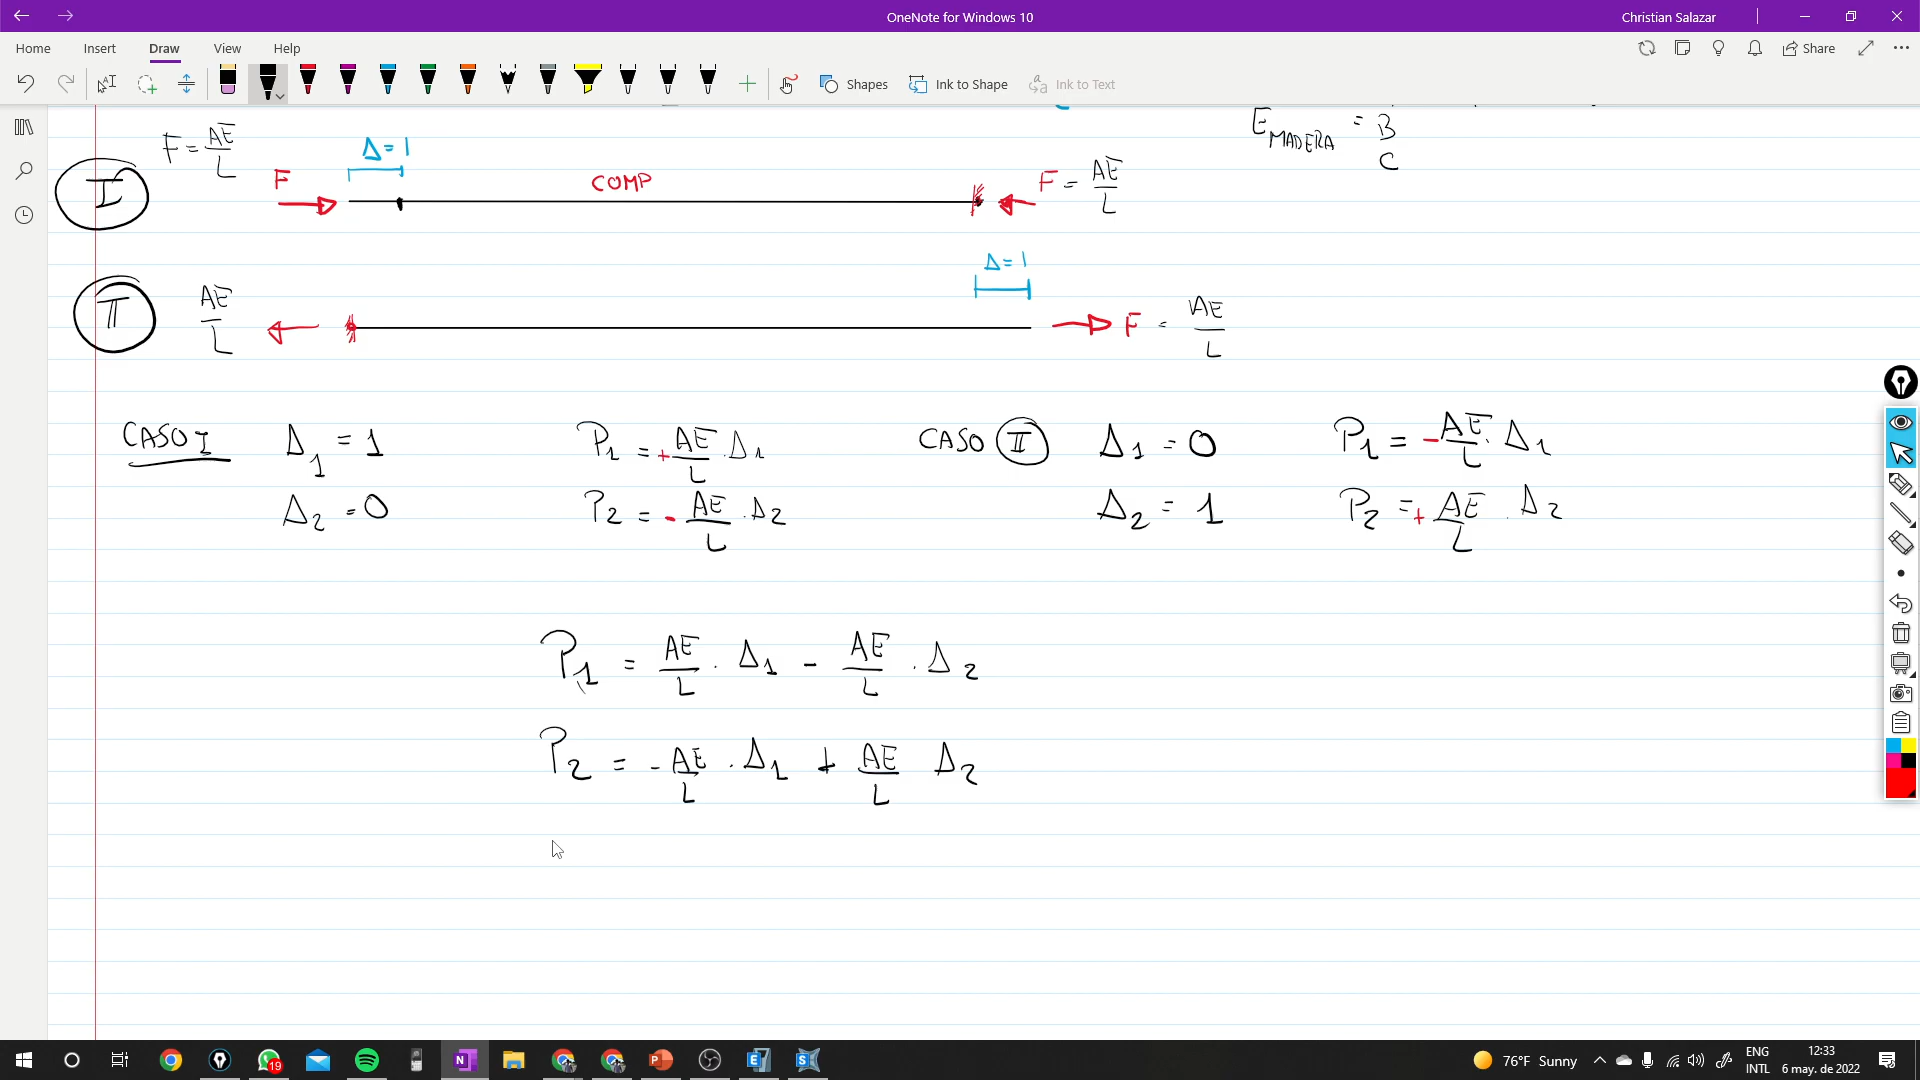 OneNote for Windows 10
Christian Salazar
Home Insert Draw View Help
Share
Shapes
Ink to Shape
Ink to Text
E MADERA = B
C
F = AE/L
Δ = 1
I
F
COMP
F = AE/L
Δ = 1
II
AE/L
F = AE/L
CASO I Δ1 = 1 P1 = + AE/L . Δ1
Δ2 = 0 P2 = - AE/L . Δ2
CASO II Δ1 = 0 P1 = - AE/L . Δ1
Δ2 = 1 P2 = + AE/L . Δ2
P1 = AE/L . Δ1 - AE/L . Δ2
P2 = - AE/L . Δ1 + AE/L Δ2
19
76°F Sunny
ENG
INTL
12:33
6 may. de 2022